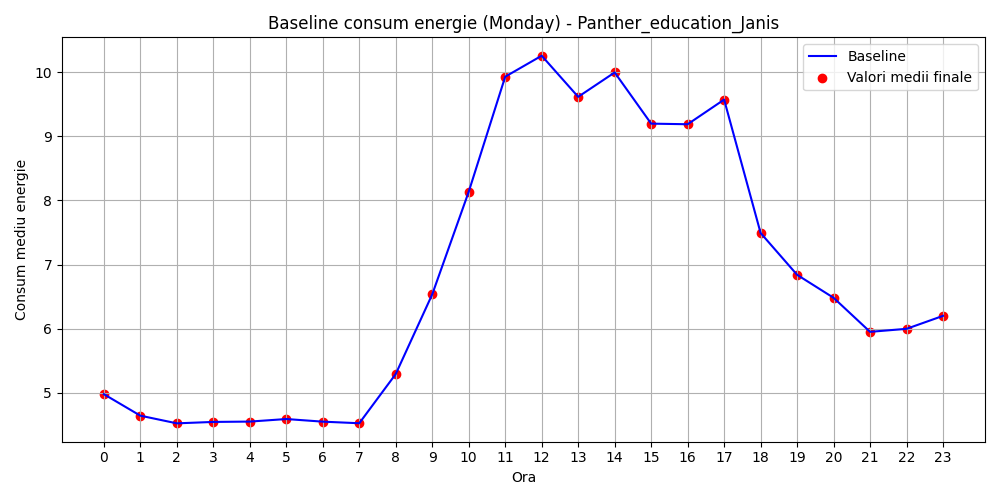 Baseline consum energie (Monday) - Panther_education_Janis
Baseline
Valori medii finale
Consum mediu energie
10
9
8
7
6
5
0 1 2 3 4 5 6 7 8 9 10 11 12 13 14 15 16 17 18 19 20 21 22 23
Ora